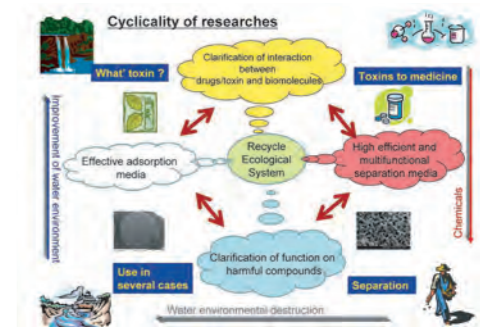 Cyclicality of researches
Clarification of interaction
between
drugs/toxin and biomolecules
What' toxin ?
Toxins to medicine
Improvement of water environment
Effective adsorption
media
Recycle
Ecological
System
High efficient and
multifunctional
separation media
Chemicals
Clarification of function on
harmful compounds
Use in
several cases
Separation
Water environmental destruction